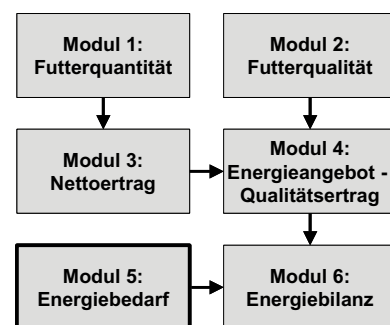 Modul 1:
Futterquantität
Modul 2:
Futterqualität
Modul 3:
Nettoertrag
Modul 4:
Energieangebot -
Qualitätsertrag
Modul 5:
Energiebedarf
Modul 6:
Energiebilanz